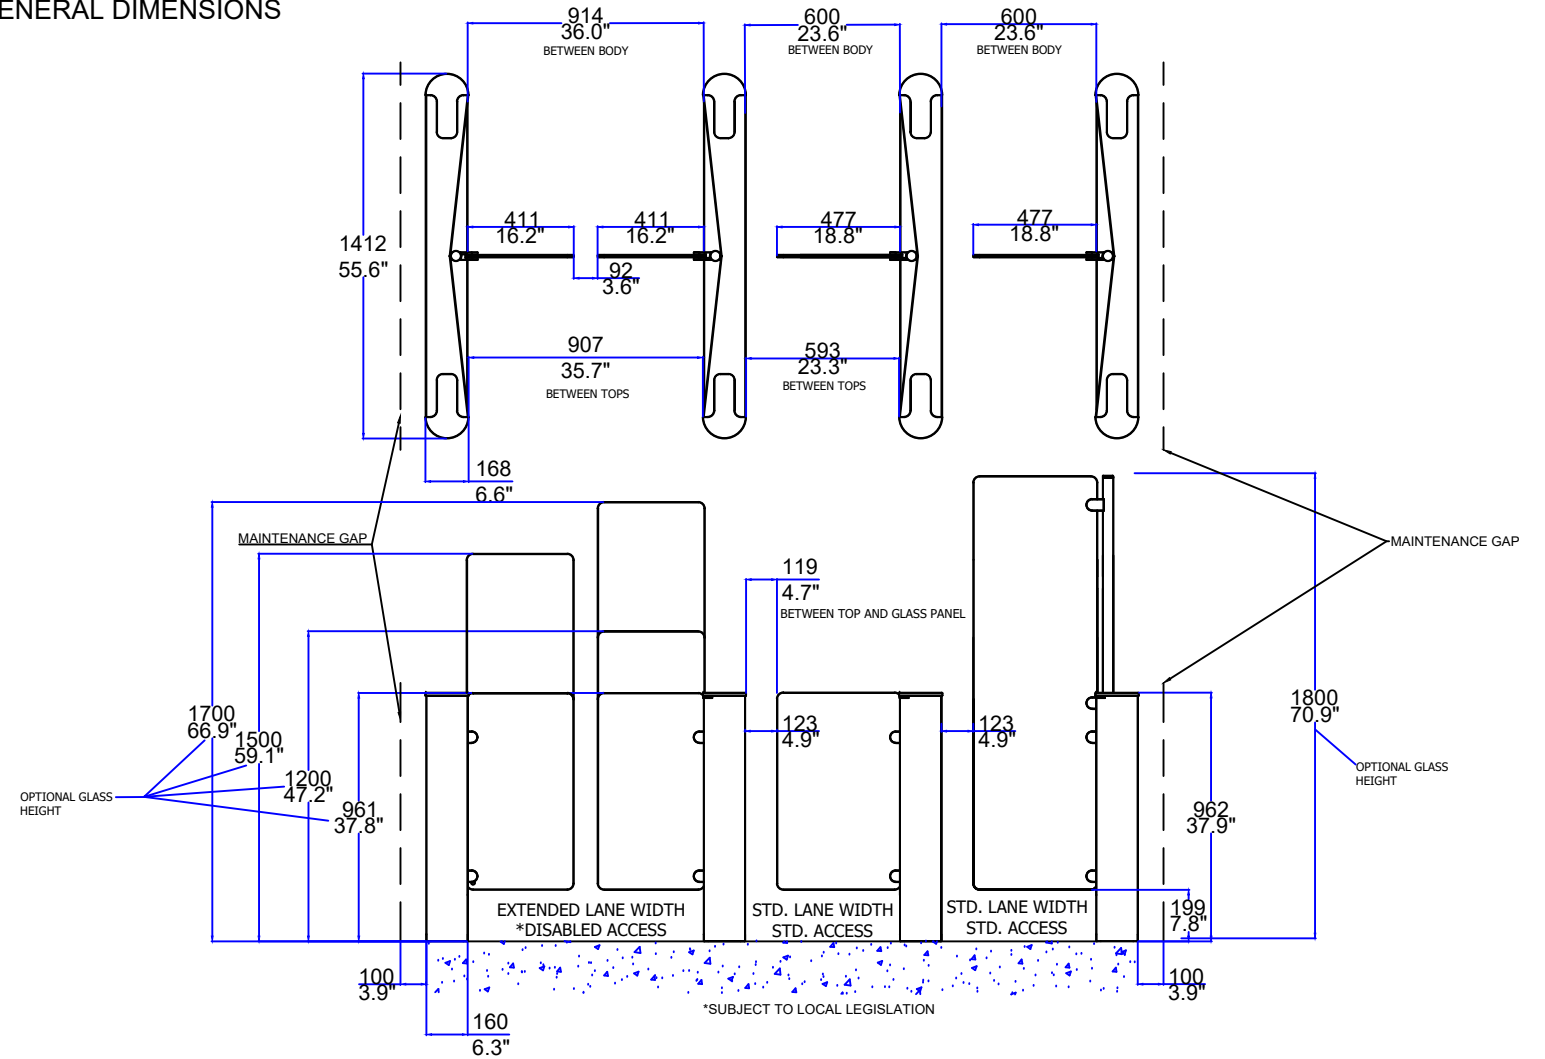 ENERAL DIMENSIONS
914
36.0"
BETWEEN BODY
600
23.6"
BETWEEN BODY
600
23.6"
BETWEEN BODY
411
16.2"
411
16.2"
477
18.8"
477
18.8"
1412
55.6"
92
3.6"
907
35.7"
BETWEEN TOPS
593
23.3"
BETWEEN TOPS
168
6.6"
MAINTENANCE GAP
MAINTENANCE GAP
119
4.7"
BETWEEN TOP AND GLASS PANEL
1700
66.9"
1500
59.1"
1200
47.2"
961
37.8"
OPTIONAL GLASS
HEIGHT
123
4.9"
123
4.9"
1800
70.9"
OPTIONAL GLASS
HEIGHT
962
37.9"
EXTENDED LANE WIDTH
*DISABLED ACCESS
STD. LANE WIDTH
STD. ACCESS
STD. LANE WIDTH
STD. ACCESS
199
7.8"
100
3.9"
100
3.9"
*SUBJECT TO LOCAL LEGISLATION
160
6.3"